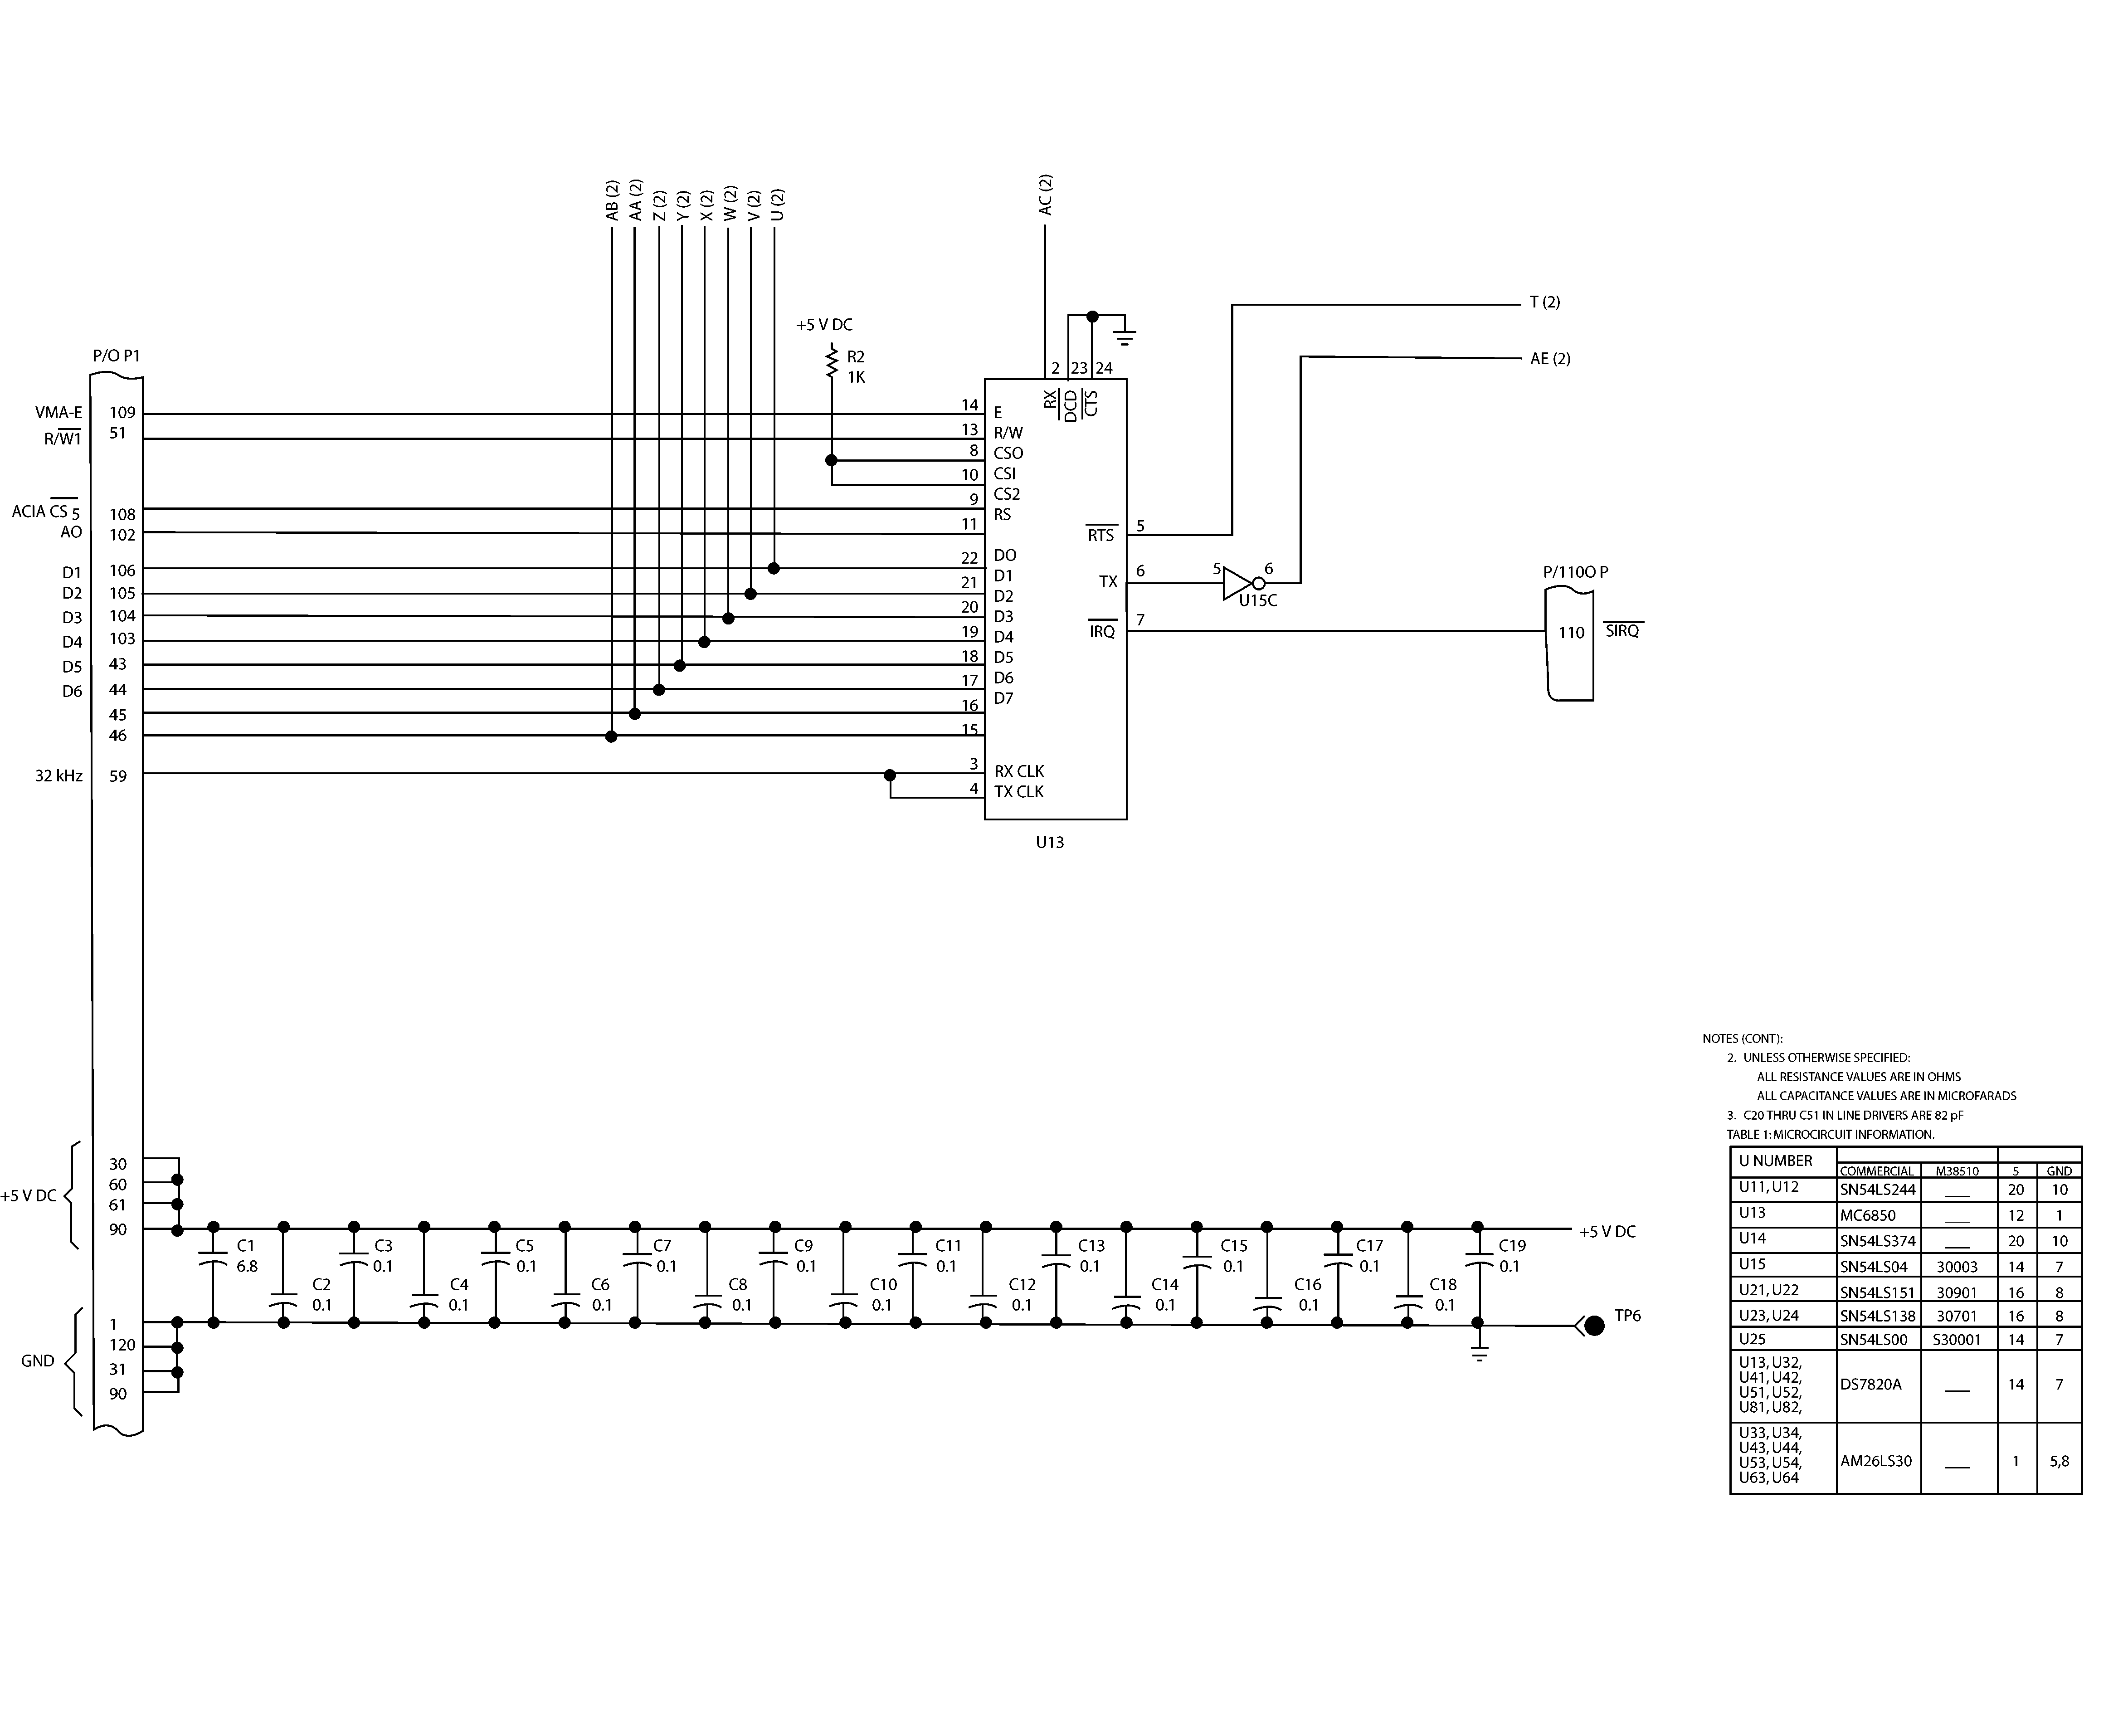 AB (2)
AA (2)
Z (2)
Y (2)
X (2)
W (2)
V (2)
U (2)
AC (2)
T (2)
AE (2)
+5 V DC
R2
1K
P/O P1
VMA-E
R/W1
ACIA CS 5
AO
D1
D2
D3
D4
D5
D6
32 kHz
109
51
108
102
106
105
104
103
43
44
45
46
59
2
23
24
RX
DCD
CTS
14
13
8
10
9
11
22
21
20
19
18
17
16
15
3
4
E
R/W
CSO
CSI
CS2
RS
DO
D1
D2
D3
D4
D5
D6
D7
RX CLK
TX CLK
RTS
TX
IRQ
5
6
7
U13
5
6
U15C
P/110O P
110
SIRQ
+5 V DC
30
60
61
90
GND
1
120
31
90
C1
6.8
C2
0.1
C3
0.1
C4
0.1
C5
0.1
C6
0.1
C7
0.1
C8
0.1
C9
0.1
C10
0.1
C11
0.1
C12
0.1
C13
0.1
C14
0.1
C15
0.1
C16
0.1
C17
0.1
C18
0.1
C19
0.1
+5 V DC
TP6
NOTES (CONT):
2. UNLESS OTHERWISE SPECIFIED:
ALL RESISTANCE VALUES ARE IN OHMS
ALL CAPACITANCE VALUES ARE IN MICROFARADS
3. C20 THRU C51 IN LINE DRIVERS ARE 82 pF
TABLE 1: MICROCIRCUIT INFORMATION.
U NUMBER COMMERCIAL M38510 5 GND
U11, U12 SN54LS244 ___ 20 10
U13 MC6850 ___ 12 1
U14 SN54LS374 ___ 20 10
U15 SN54LS04 30003 14 7
U21, U22 SN54LS151 30901 16 8
U23, U24 SN54LS138 30701 16 8
U25 SN54LS00 S30001 14 7
U13, U32,
U41, U42,
U51, U52,
U81, U82,
DS7820A ___ 14 7
U33, U34,
U43, U44,
U53, U54,
U63, U64
AM26LS30 ___ 1 5,8